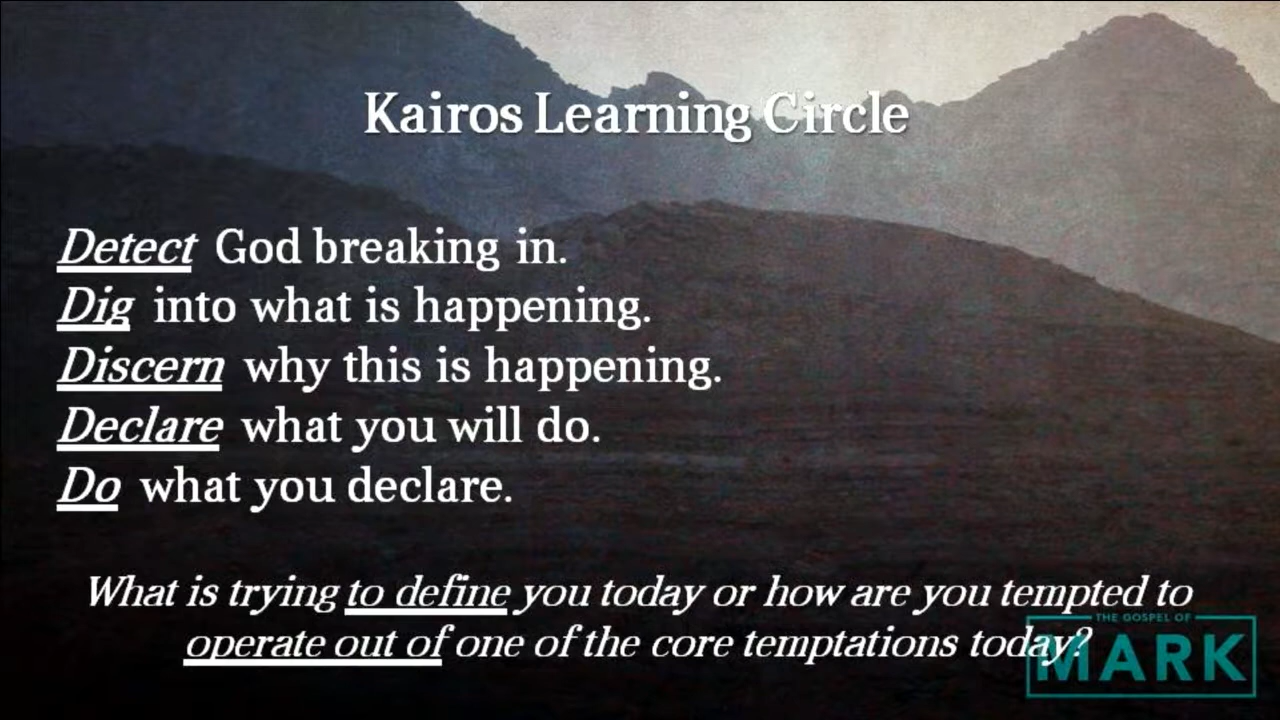 Kairos Learning Circle
Detect God breaking in.
Dig into what is happening.
Discern why this is happening.
Declare what you will do.
Do what you declare.
What is trying to define you today or how are you tempted to
operate out of one of the core temptations today?
THE GOSPEL OF
MARK